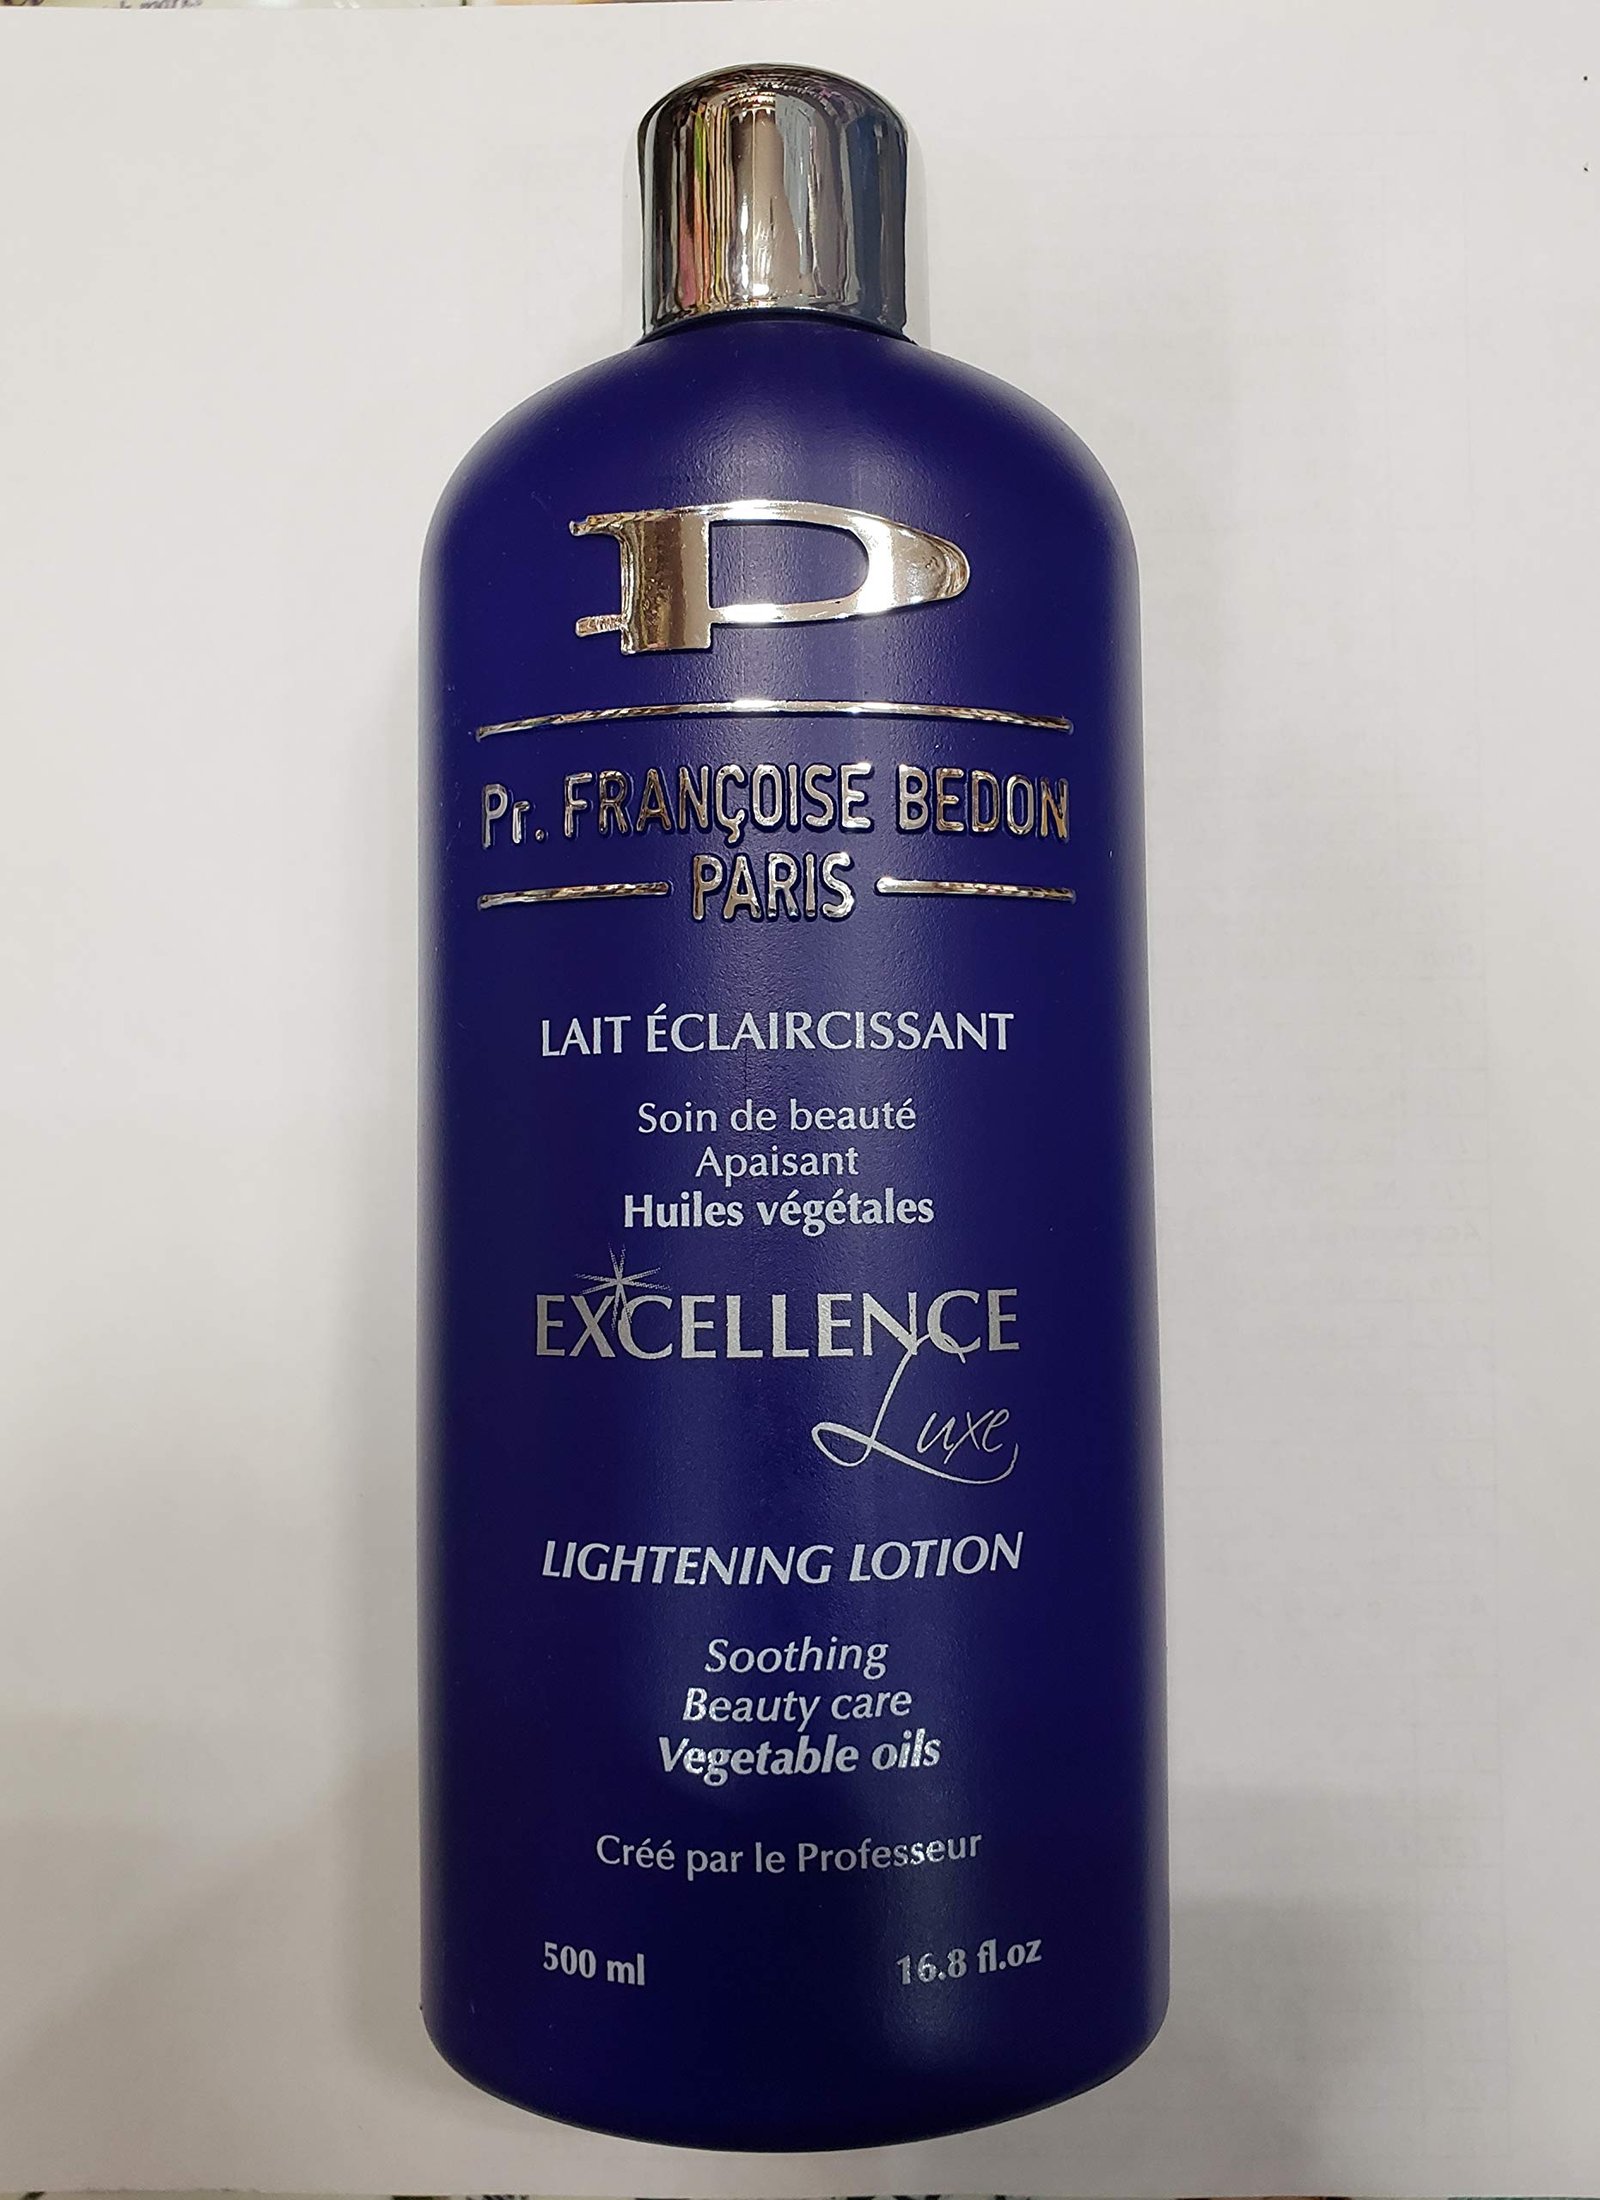 P
Pr. FRANÇOISE BEDON
PARIS
LAIT ÉCLAIRCISSANT
Soin de beauté
Apaisant
Huiles végétales
EXCELLENCE
Luxe
LIGHTENING LOTION
Soothing
Beauty care
Vegetable oils
Créé par le Professeur
500 ml 16.8 fl.oz